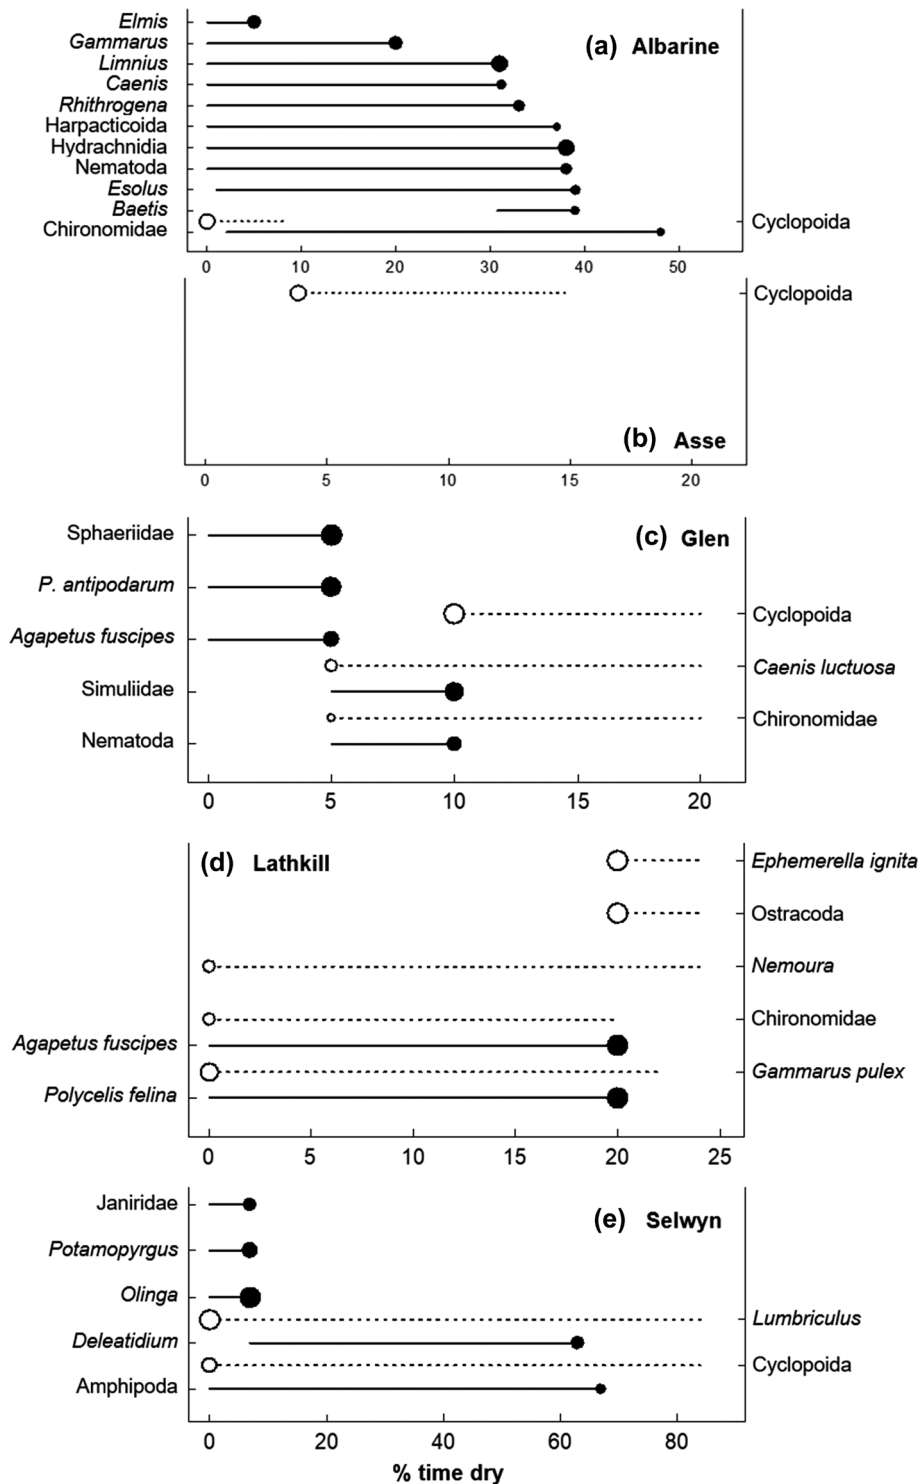 Elmis
Gammarus
(a) Albarine
Limnius
Caenis
Rhithrogena
Harpacticoida
Hydrachnidia
Nematoda
Esolus
Baetis
Cyclopoida
Chironomidae
0 10 20 30 40 50
Cyclopoida
(b) Asse
0 5 10 15 20
Sphaeriidae
(c) Glen
P. antipodarum
Cyclopoida
Agapetus fuscipes
Caenis luctuosa
Simuliidae
Chironomidae
Nematoda
0 5 10 15 20
(d) Lathkill
Ephemerella ignita
Ostracoda
Nemoura
Chironomidae
Agapetus fuscipes
Gammarus pulex
Polycelis felina
0 5 10 15 20 25
Janiridae
(e) Selwyn
Potamopyrgus
Olinga
Lumbriculus
Deleatidium
Cyclopoida
Amphipoda
0 20 40 60 80
% time dry